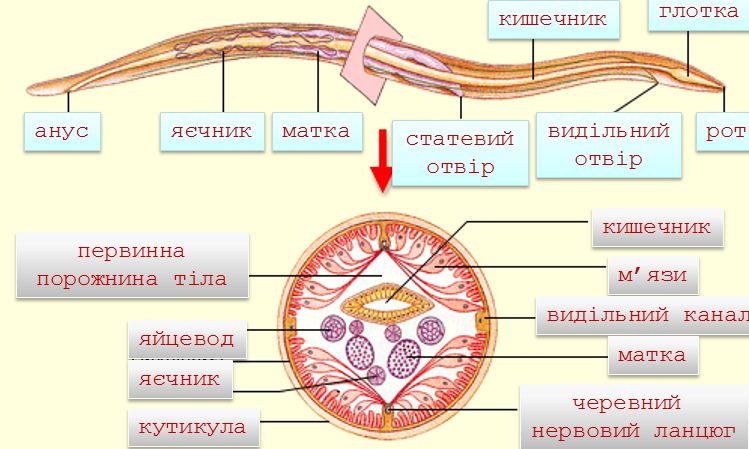 кишечник
глотка
анус
яєчник
матка
статевий
отвір
видільний
отвір
рот
кишечник
первинна
порожнина тіла
м’язи
видільний канал
яйцевод
матка
яєчник
черевний
нервовий ланцюг
кутикула